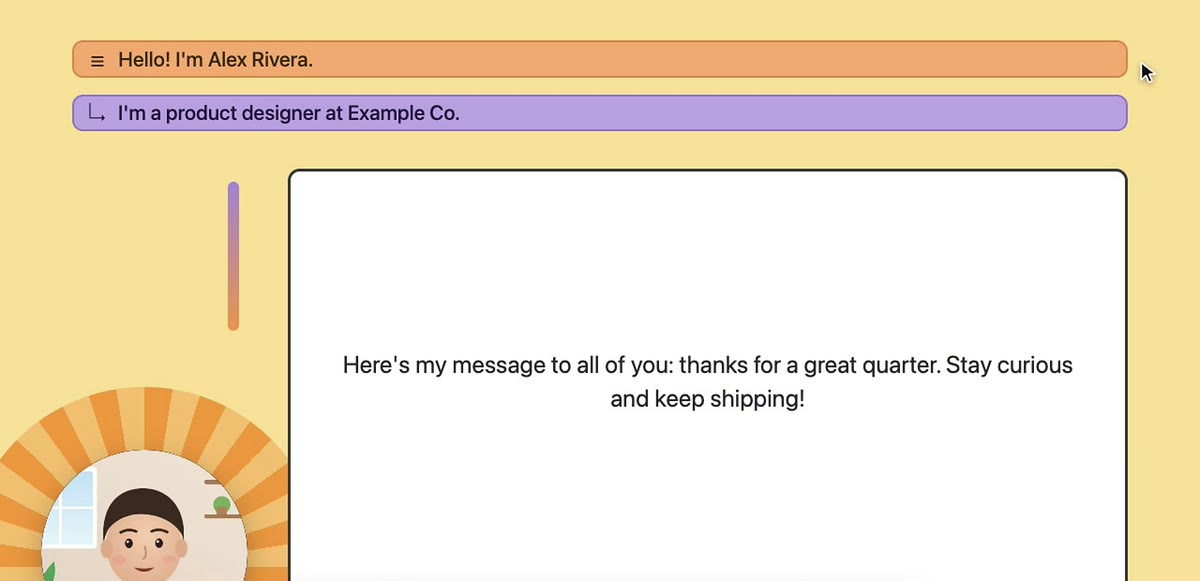 Hello! I'm Alex Rivera.
I'm a product designer at Example Co.
Here's my message to all of you: thanks for a great quarter. Stay curious
and keep shipping!